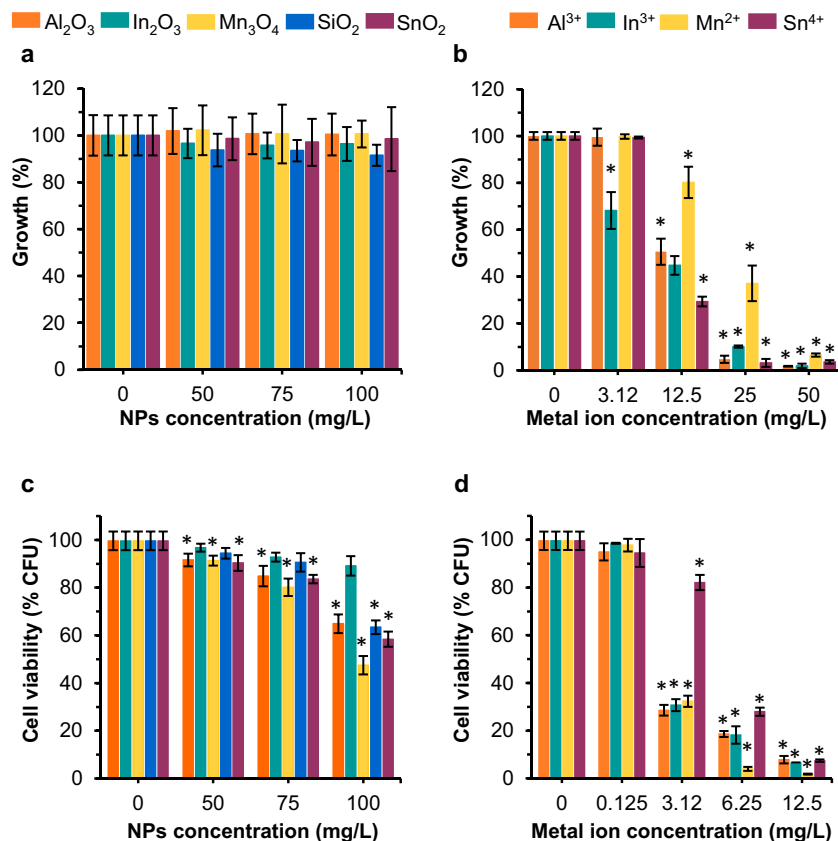 Al₂O₃ In₂O₃ Mn₃O₄ SiO₂ SnO₂
Al³⁺ In³⁺ Mn²⁺ Sn⁴⁺
a
120
100
80
60
40
20
0
Growth (%)
0 50 75 100
NPs concentration (mg/L)
b
120
100
80
60
40
20
0
Growth (%)
* * * * * * * * * * * *
0 3.12 12.5 25 50
Metal ion concentration (mg/L)
c
100
80
60
40
20
0
Cell viability (% CFU)
* * * * * * * * * *
0 50 75 100
NPs concentration (mg/L)
d
100
80
60
40
20
0
Cell viability (% CFU)
* * * * * * * * * * * *
0 0.125 3.12 6.25 12.5
Metal ion concentration (mg/L)